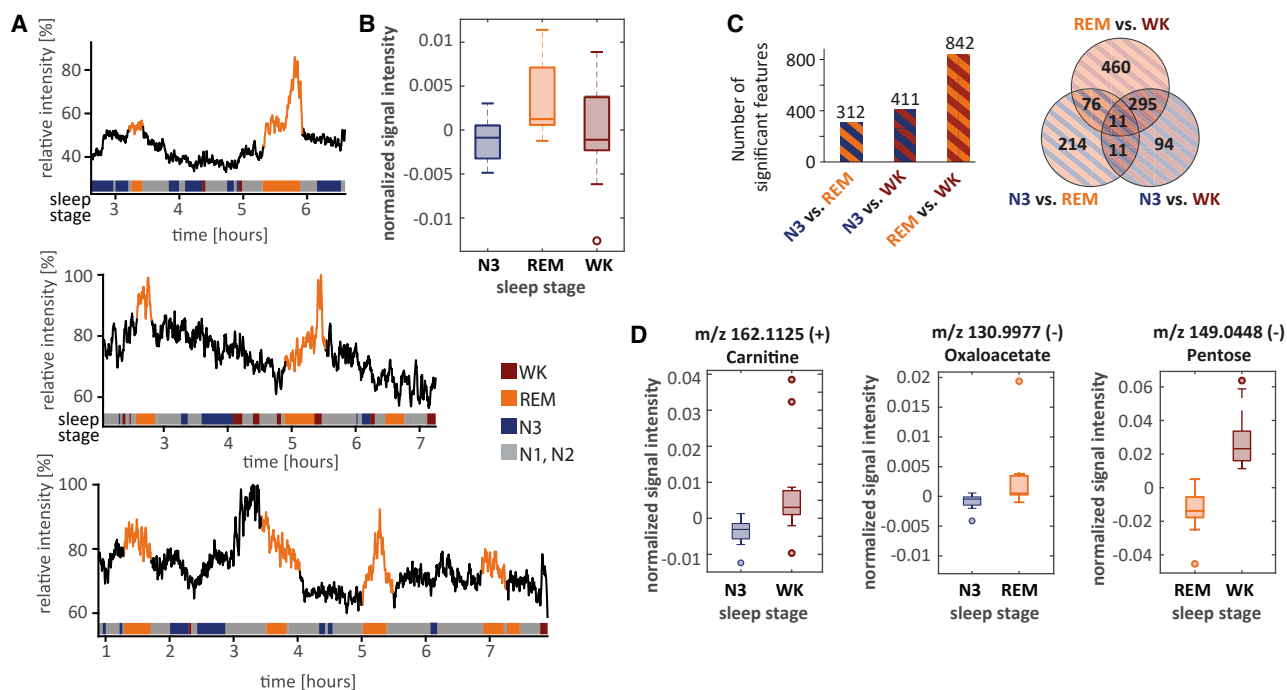 A
relative intensity [%]
80
60
40
sleep
stage
3
4
5
6
time [hours]
relative intensity [%]
100
80
60
sleep
stage
3
4
5
6
7
time [hours]
WK
REM
N3
N1, N2
relative intensity [%]
100
80
60
1
2
3
4
5
6
7
time [hours]
B
normalized signal intensity
0.01
0.005
0
-0.005
-0.01
N3 REM WK
sleep stage
C
Number of
significant features
800
400
0
312
411
842
N3 vs. REM
N3 vs. WK
REM vs. WK
REM vs. WK
460
76
295
11
214
11
94
N3 vs. REM
N3 vs. WK
D
m/z 162.1125 (+)
Carnitine
normalized signal intensity
0.04
0.03
0.02
0.01
0
-0.01
N3 WK
sleep stage
m/z 130.9977 (-)
Oxaloacetate
normalized signal intensity
0.02
0.015
0.01
0.005
0
-0.005
-0.01
N3 REM
sleep stage
m/z 149.0448 (-)
Pentose
normalized signal intensity
0.06
0.04
0.02
0
-0.02
-0.04
REM WK
sleep stage